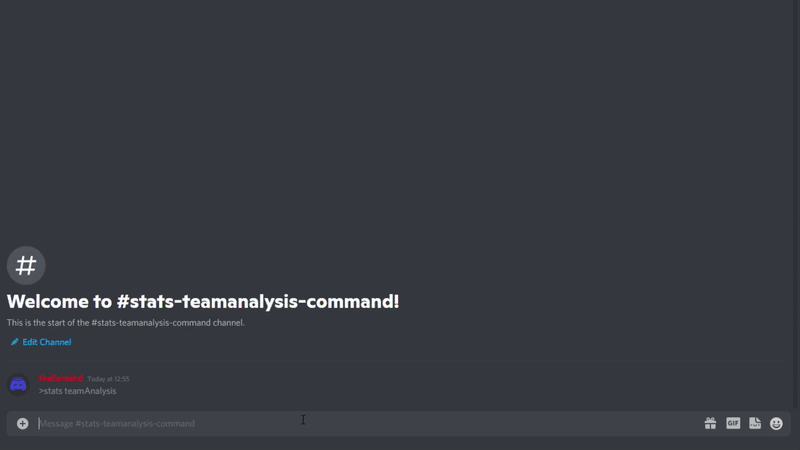 Welcome to #stats-teamanalysis-command!
This is the start of the #stats-teamanalysis-command channel.
Edit Channel
Today at 12:55
>stats teamAnalysis
Message #stats-teamanalysis-command
GIF